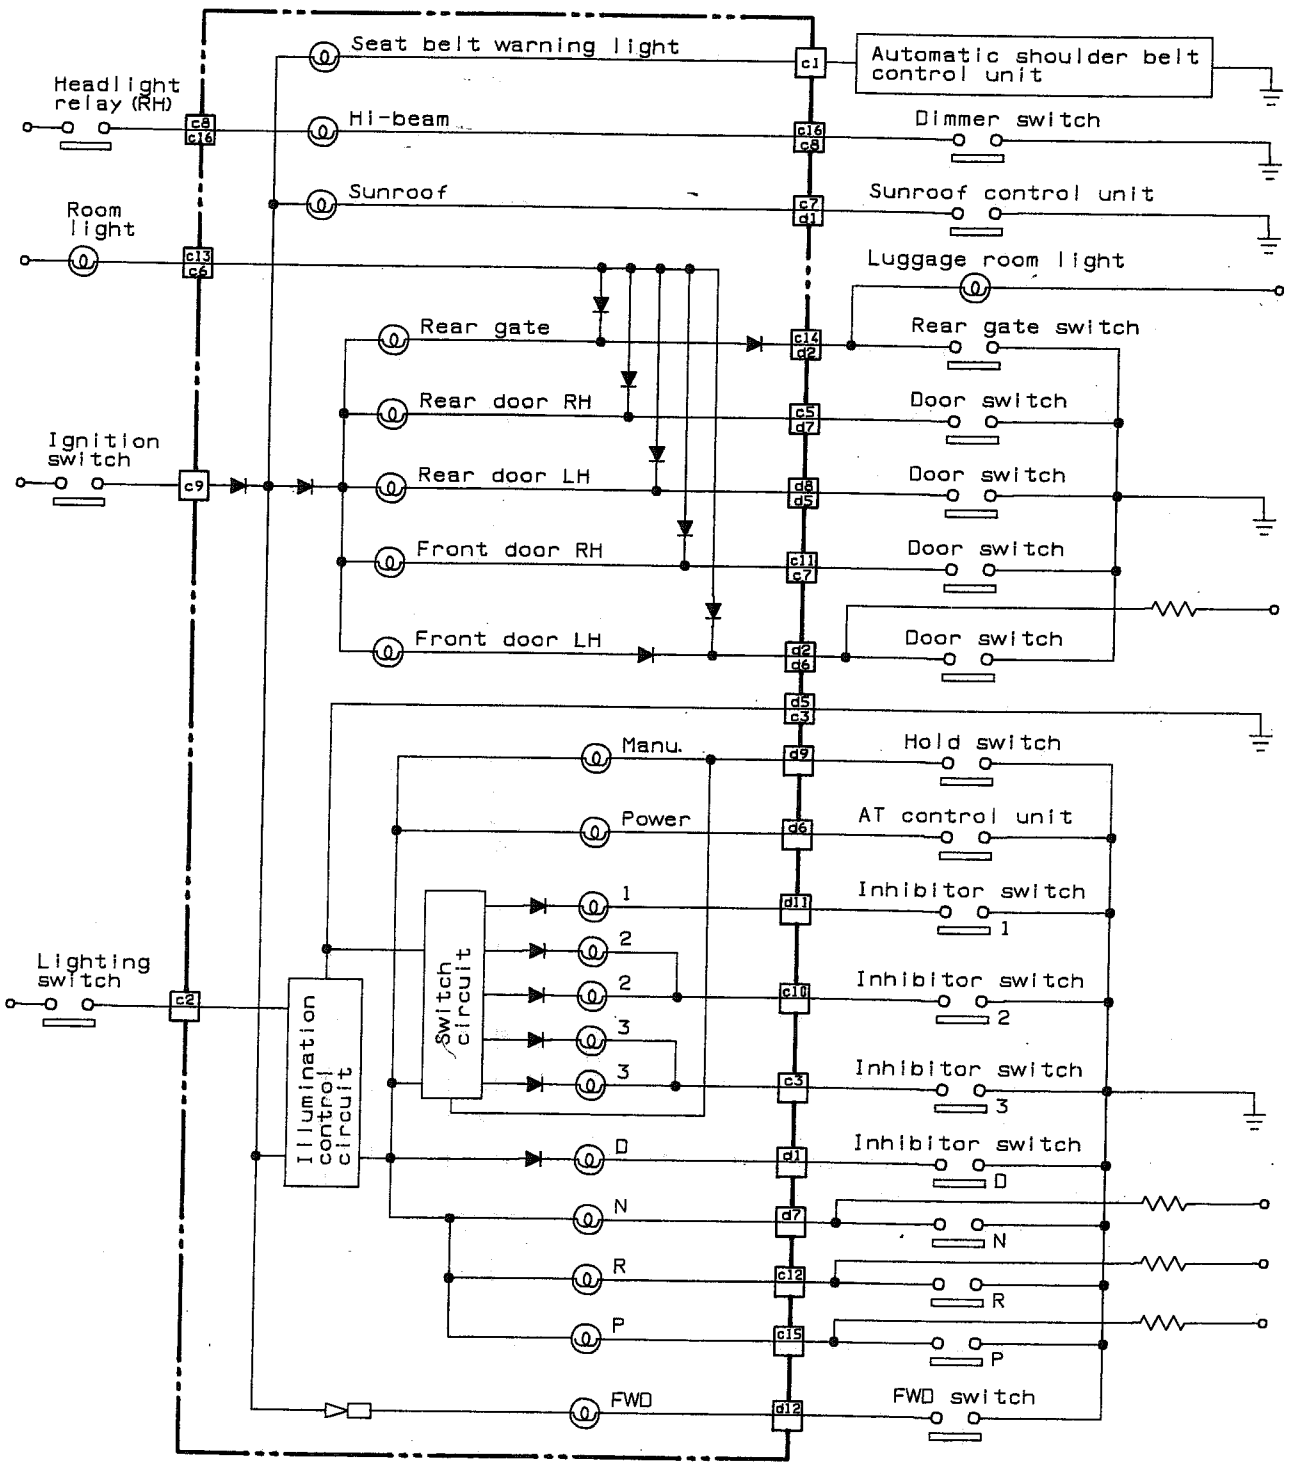 Seat belt warning light
c1
Automatic shoulder belt
control unit
Headlight
relay (RH)
c8
c16
Hi-beam
c16
c8
Dimmer switch
Sunroof
c7
d1
Sunroof control unit
Room
light
c13
c6
Luggage room light
Rear gate
c14
d2
Rear gate switch
Rear door RH
c5
d7
Door switch
Ignition
switch
c9
Rear door LH
d8
d5
Door switch
Front door RH
c11
c7
Door switch
Front door LH
d2
d6
Door switch
d5
c3
Manu.
d9
Hold switch
Power
d6
AT control unit
1
d11
Inhibitor switch
1
Lighting
switch
c2
Illumination
control
circuit
Switch
circuit
2
2
c10
Inhibitor switch
2
3
3
c3
Inhibitor switch
3
D
d1
Inhibitor switch
D
N
d7
N
R
c12
R
P
c15
P
FWD
d12
FWD switch